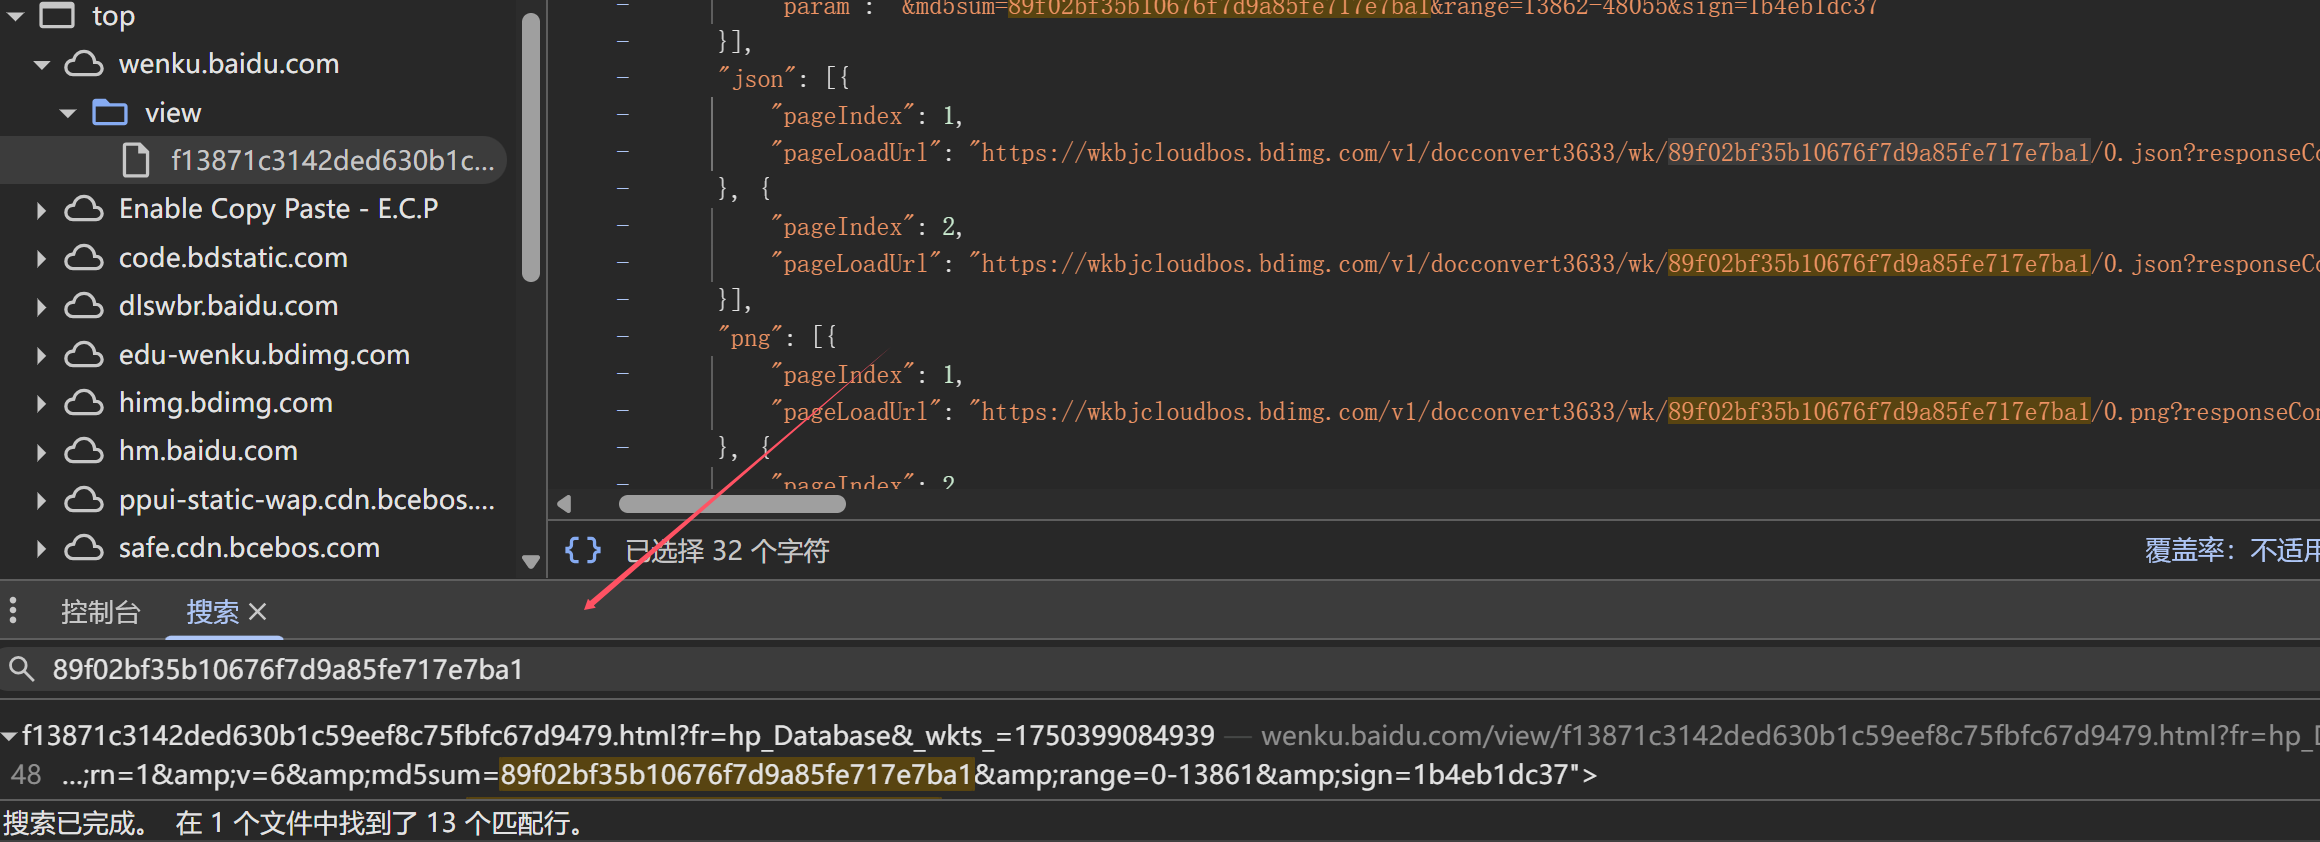 top
wenku.baidu.com
view
f13871c3142ded630b1c...
Enable Copy Paste - E.C.P
code.bdstatic.com
dlswbr.baidu.com
edu-wenku.bdimg.com
himg.bdimg.com
hm.baidu.com
ppui-static-wap.cdn.bcebos....
safe.cdn.bcebos.com
param : &md5sum=89f02bf35b10676f7d9a85fe717e7ba1&range=13862-48055&sign=1b4eb1dc37
}],
"json": [{
"pageIndex": 1,
"pageLoadUrl": "https://wkbjcloudbos.bdimg.com/v1/docconvert3633/wk/89f02bf35b10676f7d9a85fe717e7ba1/0.json?responseCo
}, {
"pageIndex": 2,
"pageLoadUrl": "https://wkbjcloudbos.bdimg.com/v1/docconvert3633/wk/89f02bf35b10676f7d9a85fe717e7ba1/0.json?responseCo
}],
"png": [{
"pageIndex": 1,
"pageLoadUrl": "https://wkbjcloudbos.bdimg.com/v1/docconvert3633/wk/89f02bf35b10676f7d9a85fe717e7ba1/0.png?responseCon
}, {
"pageIndex": 2
{} 已选择 32 个字符
覆盖率：不适用
控制台 搜索 ×
89f02bf35b10676f7d9a85fe717e7ba1
f13871c3142ded630b1c59eef8c75fbfc67d9479.html?fr=hp_Database&_wkts_=1750399084939 — wenku.baidu.com/view/f13871c3142ded630b1c59eef8c75fbfc67d9479.html?fr=hp_D
48 ...;rn=1&amp;v=6&amp;md5sum=89f02bf35b10676f7d9a85fe717e7ba1&amp;range=0-13861&amp;sign=1b4eb1dc37">
搜索已完成。 在 1 个文件中找到了 13 个匹配行。